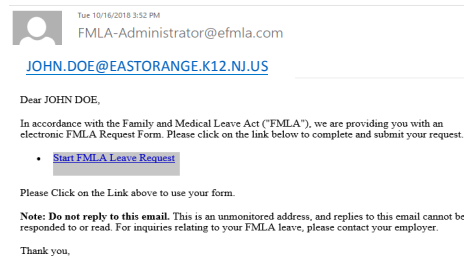 Tue 10/16/2018 3:52 PM
FMLA-Administrator@efmla.com
JOHN.DOE@EASTORANGE.K12.NJ.US
Dear JOHN DOE,
In accordance with the Family and Medical Leave Act ("FMLA"), we are providing you with an
electronic FMLA Request Form. Please click on the link below to complete and submit your request.
• Start FMLA Leave Request
Please Click on the Link above to use your form.
Note: Do not reply to this email. This is an unmonitored address, and replies to this email cannot be
responded to or read. For inquiries relating to your FMLA leave, please contact your employer.
Thank you,